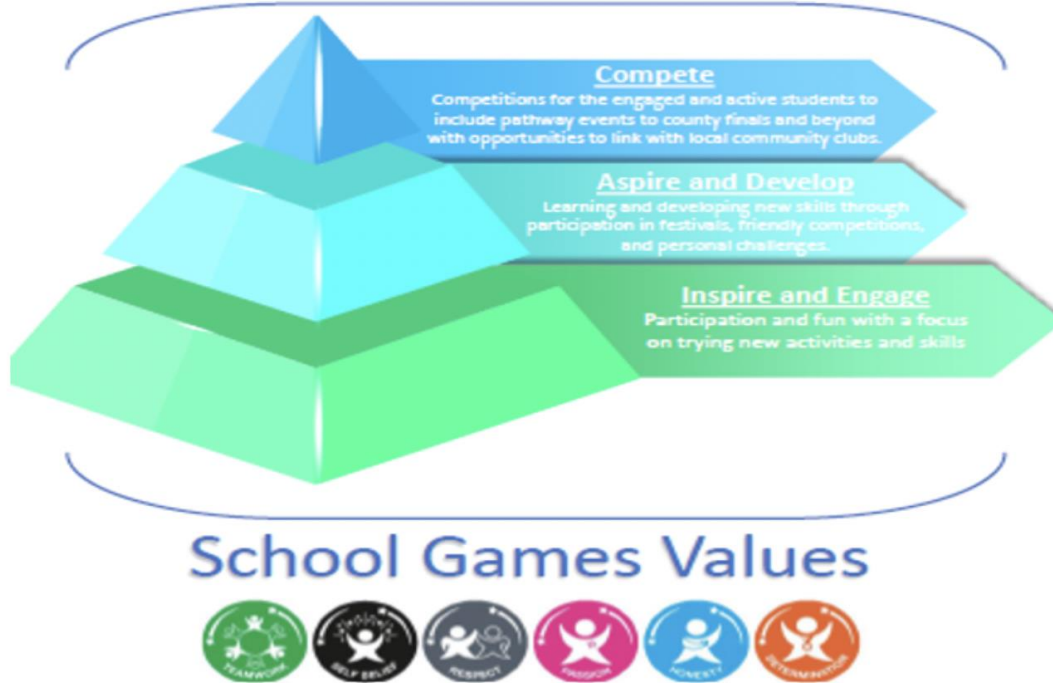 Compete
Competitions for the engaged and active students to
include pathway events to county finals and beyond
with opportunities to link with local community clubs.
Aspire and Develop
Learning and developing new skills through
participation in festivals, friendly competitions,
and personal challenges.
Inspire and Engage
Participation and fun with a focus
on trying new activities and skills
School Games Values
TEAMWORK
SELF BELIEF
RESPECT
PASSION
HONESTY
DETERMINATION